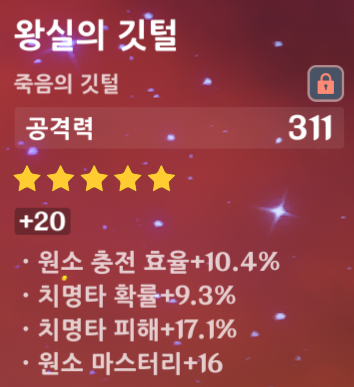 왕실의 깃털
죽음의 깃털
공격력 311
+20
· 원소 충전 효율+10.4%
· 치명타 확률+9.3%
· 치명타 피해+17.1%
· 원소 마스터리+16